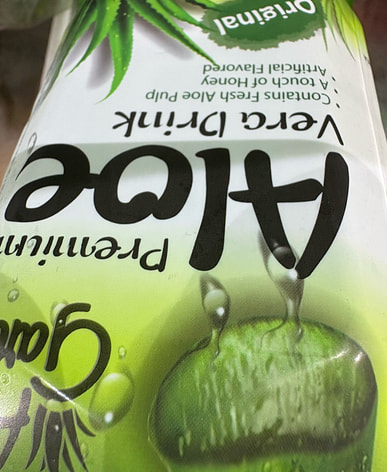 Premium
Aloe
Vera Drink
• Contains Fresh Aloe Pulp
• A touch of Honey
Artificial Flavored
Original